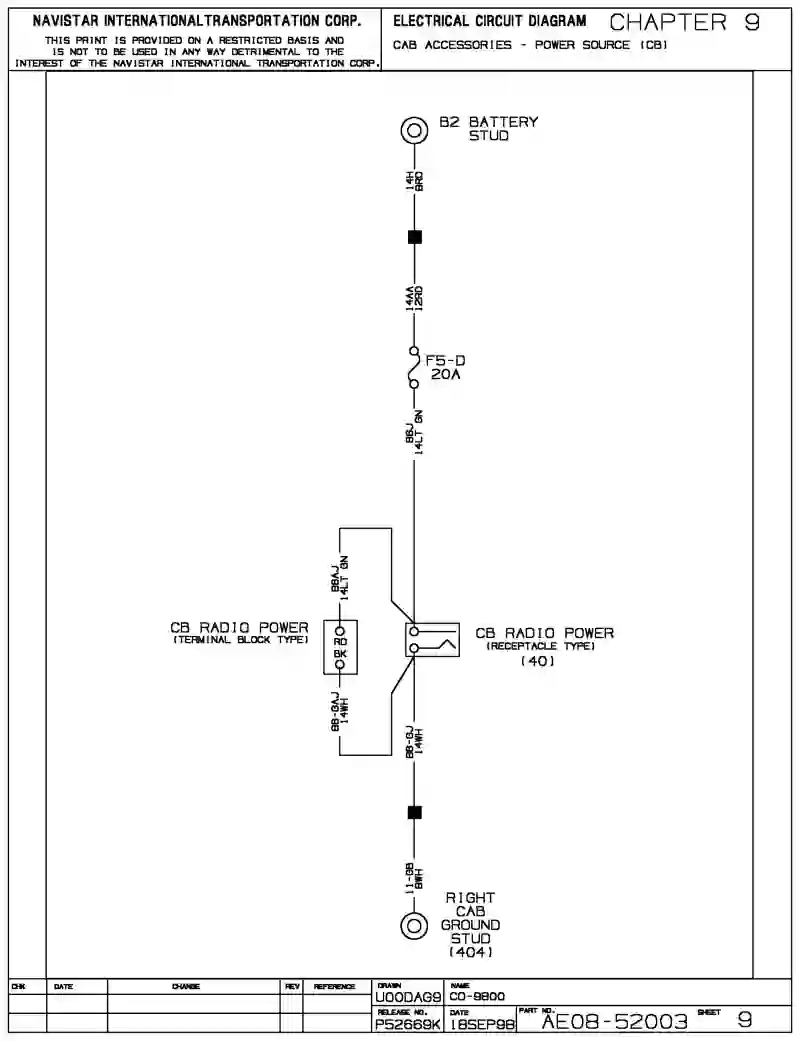 NAVISTAR INTERNATIONAL TRANSPORTATION CORP.
THIS PRINT IS PROVIDED ON A RESTRICTED BASIS AND
IS NOT TO BE USED IN ANY WAY DETRIMENTAL TO THE
INTEREST OF THE NAVISTAR INTERNATIONAL TRANSPORTATION CORP.
ELECTRICAL CIRCUIT DIAGRAM CHAPTER 9
CAB ACCESSORIES - POWER SOURCE (CB)
B2 BATTERY
STUD
14H
8RD
14AA
12RD
F5-D
20A
88J
14LT GN
88AJ
14LT GN
CB RADIO POWER
(TERMINAL BLOCK TYPE)
RD
BK
CB RADIO POWER
(RECEPTACLE TYPE)
(40)
88-GAJ
14WH
88-GJ
14WH
11-GB
8WH
RIGHT
CAB
GROUND
STUD
(404)
CHK DATE CHANGE REV REFERENCE
DRAWN
U00DAG9
NAME
CO-9800
RELEASE NO.
P52669K
DATE
18SEP98
PART NO.
AE08-52003
SHEET
9